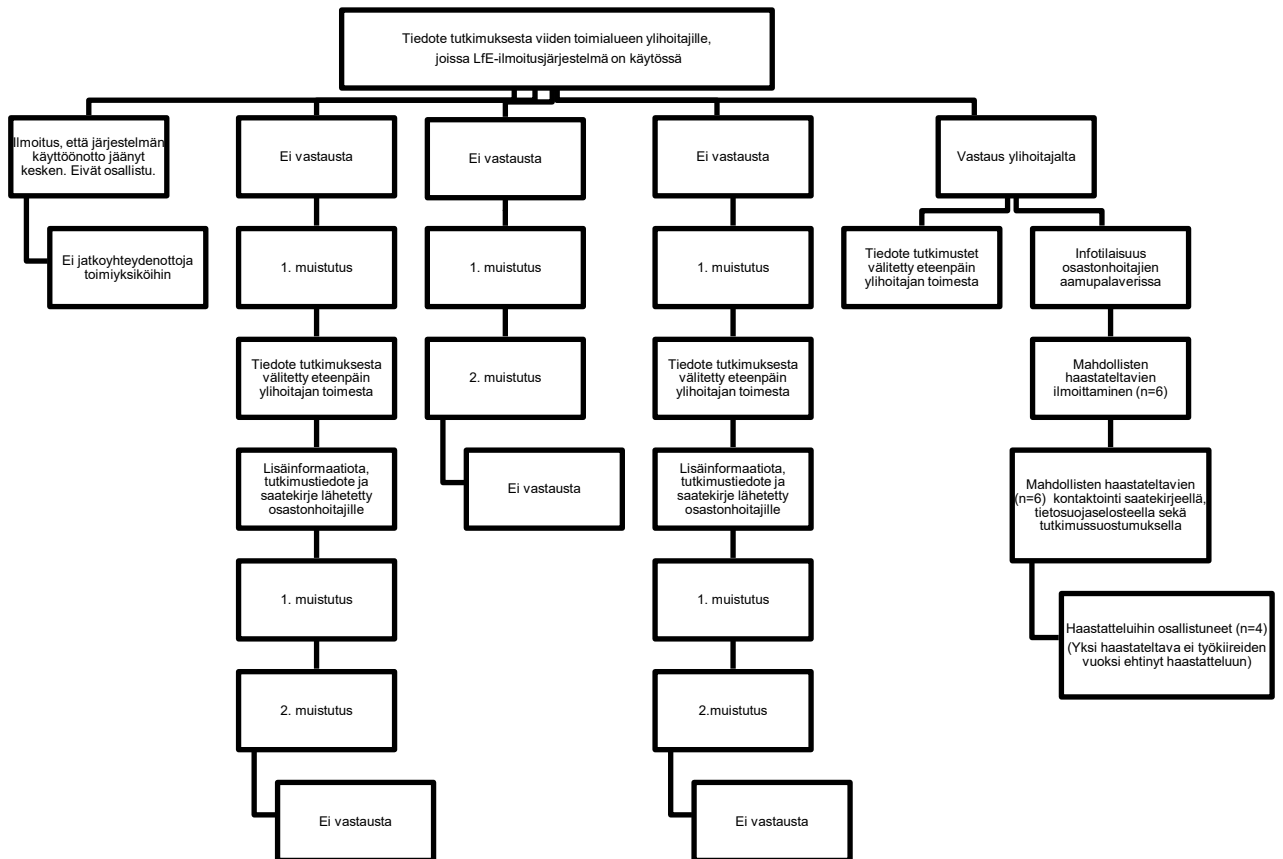 Tiedote tutkimuksesta viiden toimialueen ylihoitajille,
joissa LfE-ilmoitusjärjestelmä on käytössä
Ilmoitus, että järjestelmän
käyttöönotto jäänyt
kesken. Eivät osallistu.
Ei jatkoyhteydenottoja
toimiyksiköihin
Ei vastausta
1. muistutus
Tiedote tutkimuksesta
välitetty eteenpäin
ylihoitajan toimesta
Lisäinformaatiota,
tutkimustiedote ja
saatekirje lähetetty
osastonhoitajille
1. muistutus
2. muistutus
Ei vastausta
Ei vastausta
1. muistutus
2. muistutus
Ei vastausta
Ei vastausta
1. muistutus
Tiedote tutkimuksesta
välitetty eteenpäin
ylihoitajan toimesta
Lisäinformaatiota,
tutkimustiedote ja
saatekirje lähetetty
osastonhoitajille
1. muistutus
2.muistutus
Ei vastausta
Vastaus ylihoitajalta
Tiedote tutkimustet
välitetty eteenpäin
ylihoitajan toimesta
Infotilaisuus
osastonhoitajien
aamupalaverissa
Mahdollisten
haastateltavien
ilmoittaminen (n=6)
Mahdollisten haastateltavien
(n=6) kontaktointi saatekirjeellä,
tietosuojaselosteella sekä
tutkimussuostumuksella
Haastatteluihin osallistuneet (n=4)
(Yksi haastateltava ei työkiireiden
vuoksi ehtinyt haastatteluun)